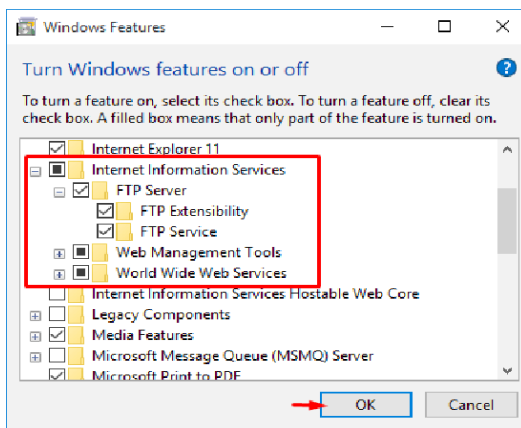 Windows Features
Turn Windows features on or off
To turn a feature on, select its check box. To turn a feature off, clear its
check box. A filled box means that only part of the feature is turned on.
Internet Explorer 11
Internet Information Services
FTP Server
FTP Extensibility
FTP Service
Web Management Tools
World Wide Web Services
Internet Information Services Hostable Web Core
Legacy Components
Media Features
Microsoft Message Queue (MSMQ) Server
Microsoft Print to PDF
OK Cancel